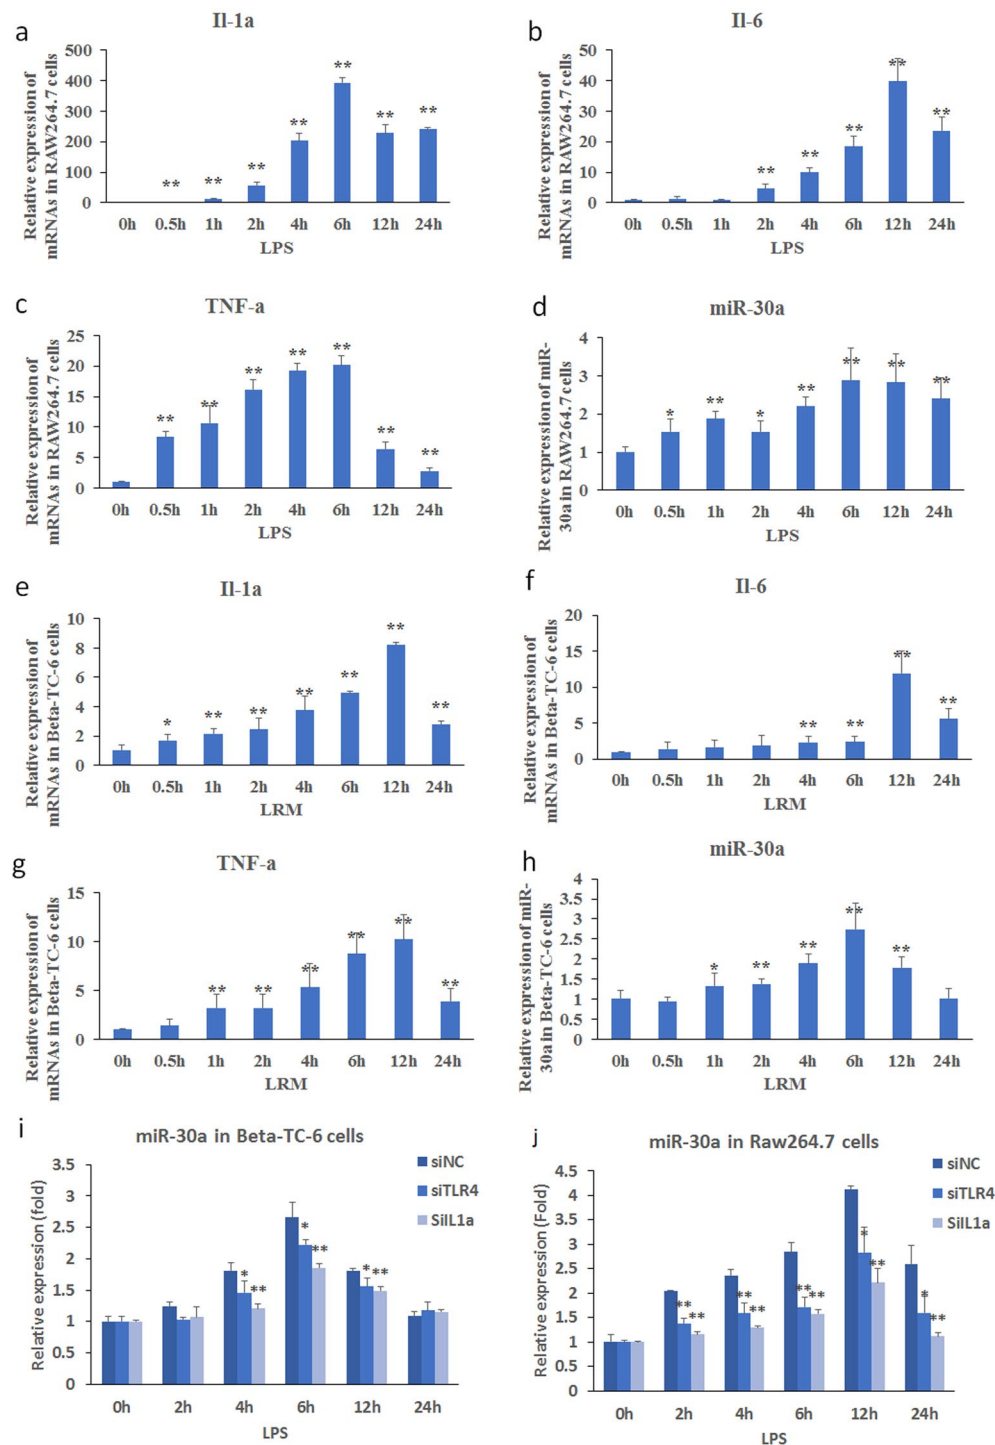 a
Il-1a
Relative expression of
mRNAs in RAW264.7 cells
500
400
300
200
100
0
** ** ** ** ** ** **
0h 0.5h 1h 2h 4h 6h 12h 24h
LPS
b
Il-6
Relative expression of
mRNAs in RAW264.7 cells
50
40
30
20
10
0
** ** ** ** **
0h 0.5h 1h 2h 4h 6h 12h 24h
LPS
c
TNF-a
Relative expression of
mRNAs in RAW264.7 cells
25
20
15
10
5
0
** ** ** ** ** ** **
0h 0.5h 1h 2h 4h 6h 12h 24h
LPS
d
miR-30a
Relative expression of miR-
30a in RAW264.7 cells
4
3
2
1
0
* ** * ** ** ** **
0h 0.5h 1h 2h 4h 6h 12h 24h
LPS
e
Il-1a
Relative expression of
mRNAs in Beta-TC-6 cells
10
8
6
4
2
0
* ** ** ** ** ** **
0h 0.5h 1h 2h 4h 6h 12h 24h
LRM
f
Il-6
Relative expression of
mRNAs in Beta-TC-6 cells
20
15
10
5
0
** ** ** **
0h 0.5h 1h 2h 4h 6h 12h 24h
LRM
g
TNF-a
Relative expression of
mRNAs in Beta-TC-6 cells
15
10
5
0
** ** ** ** ** **
0h 0.5h 1h 2h 4h 6h 12h 24h
LRM
h
miR-30a
Relative expression of miR-
30a in Beta-TC-6 cells
4
3.5
3
2.5
2
1.5
1
0.5
0
* ** ** ** **
0h 0.5h 1h 2h 4h 6h 12h 24h
LRM
i
miR-30a in Beta-TC-6 cells
Relative expression (fold)
3.5
3
2.5
2
1.5
1
0.5
0
* ** * ** * **
0h 2h 4h 6h 12h 24h
LPS
siNC
siTLR4
SiIL1a
j
miR-30a in Raw264.7 cells
Relative expression (Fold)
4.5
4
3.5
3
2.5
2
1.5
1
0.5
0
** ** ** ** ** ** * ** * **
0h 2h 4h 6h 12h 24h
LPS
siNC
siTLR4
SiIL1a